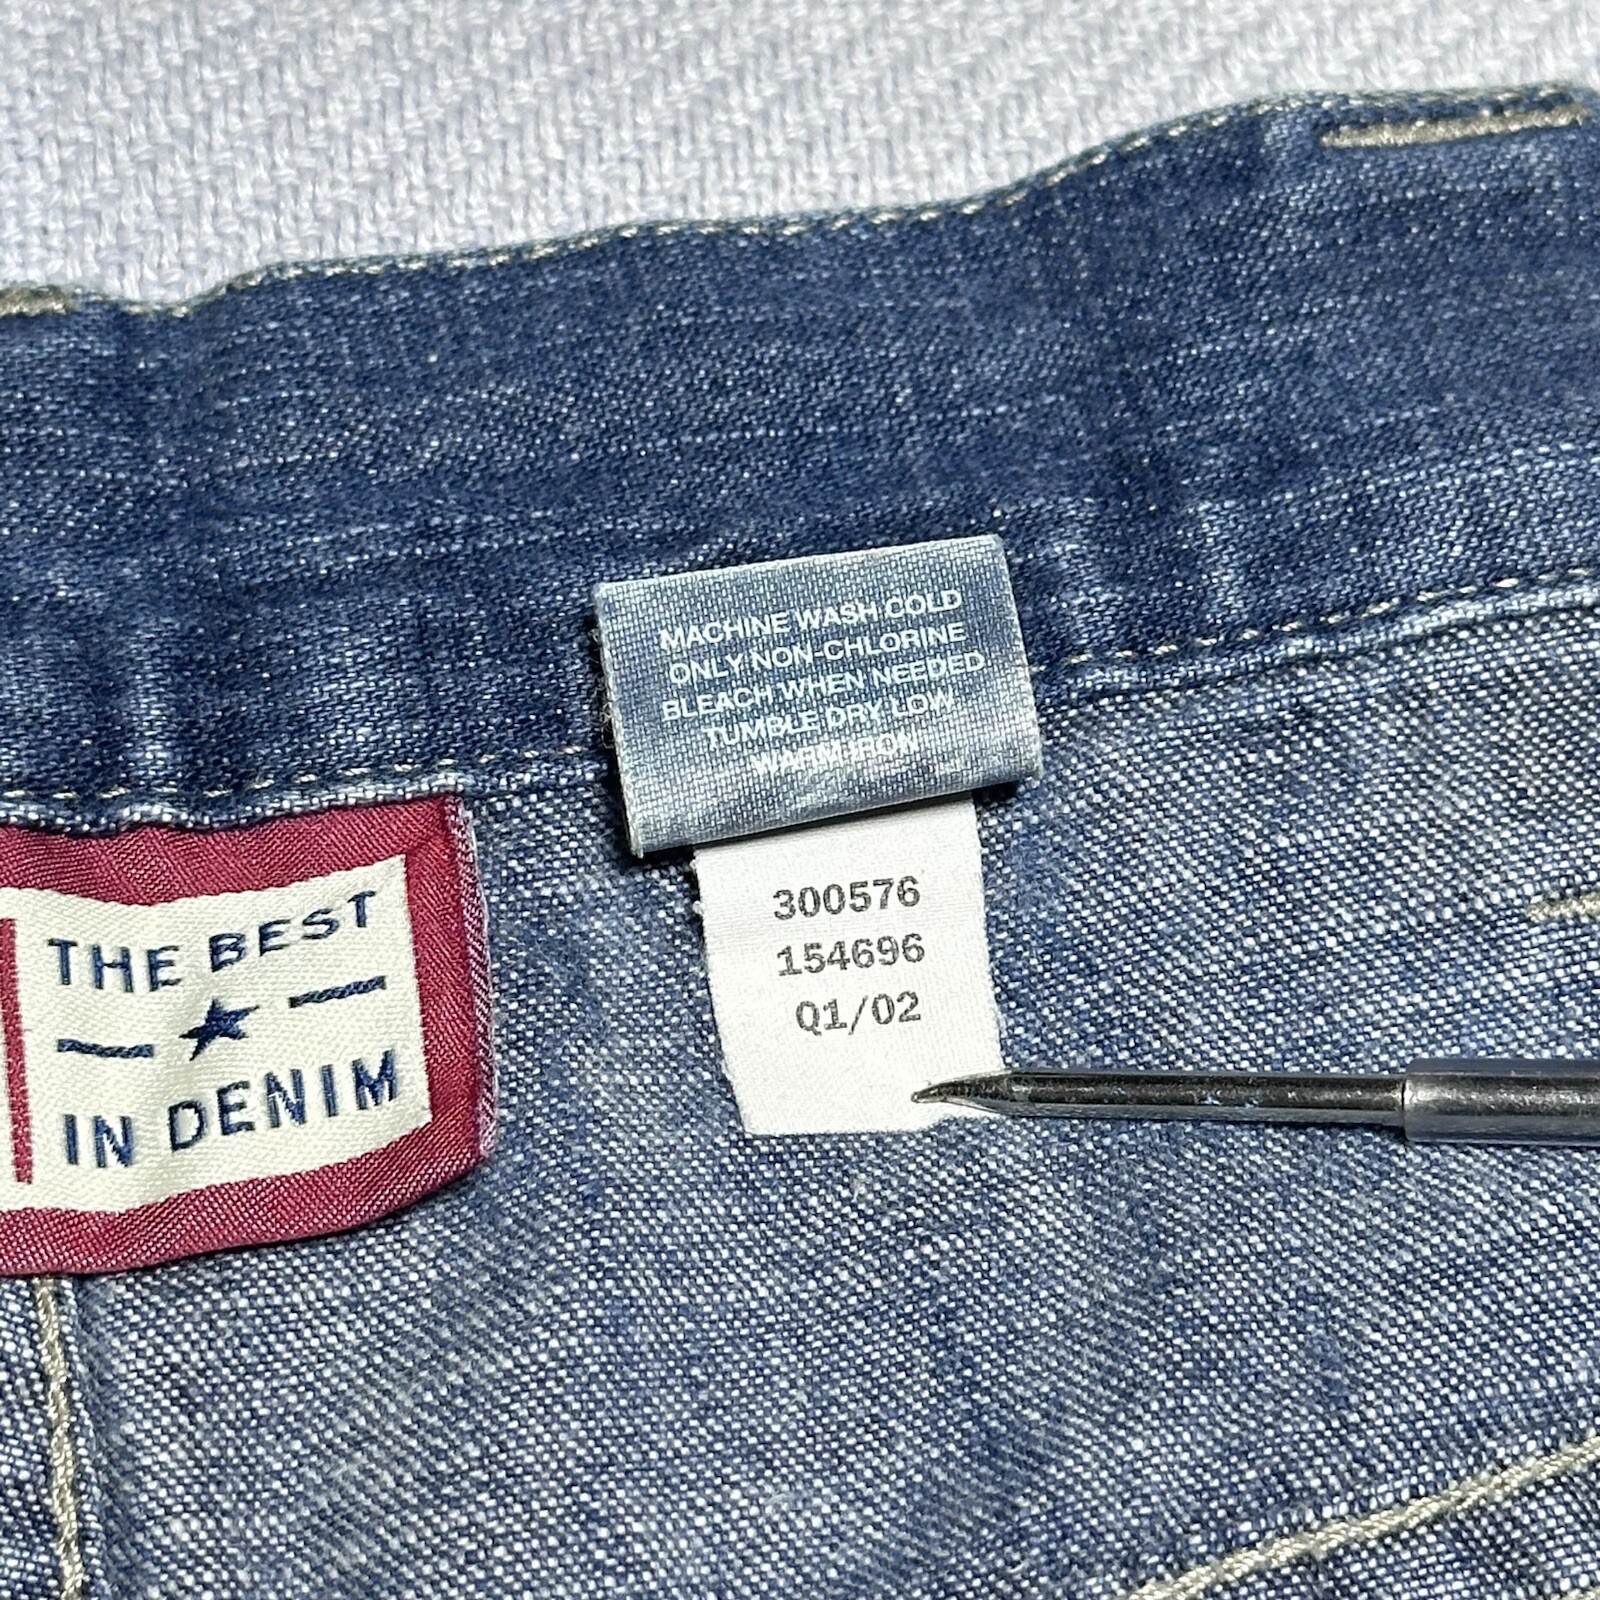 MACHINE WASH COLD
ONLY NON-CHLORINE
BLEACH WHEN NEEDED
TUMBLE DRY LOW
WARM IRON
300576
154696
Q1/02
THE BEST
IN DENIM